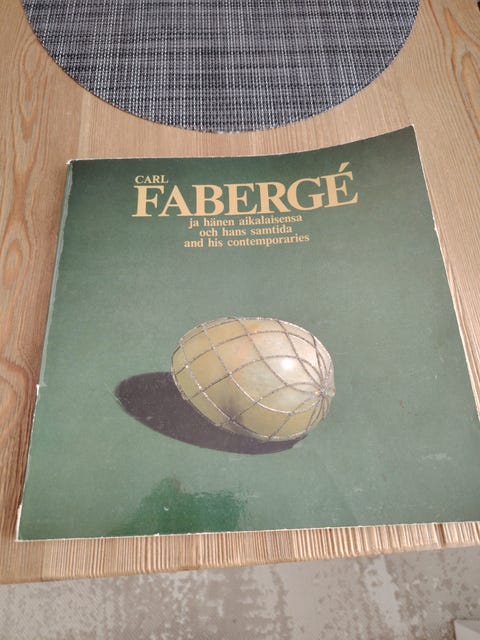 CARL
FABERGÉ
ja hänen aikalaisensa
och hans samtida
and his contemporaries